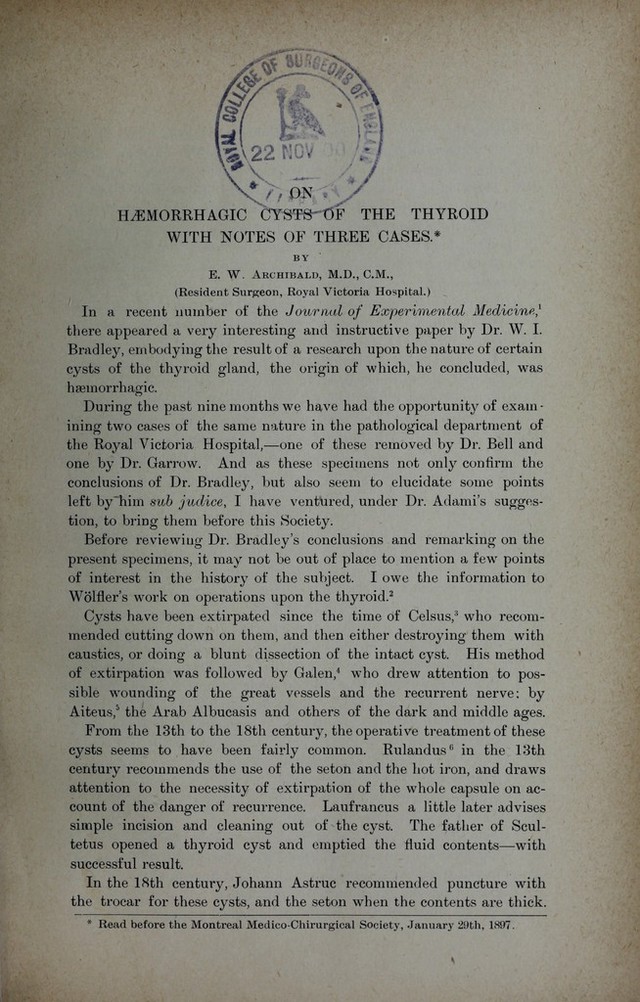 ROYAL COLLEGE OF SURGEONS OF ENGLAND
22 NOV
ON
HÆMORRHAGIC CYSTS OF THE THYROID
WITH NOTES OF THREE CASES.*
BY
E. W. ARCHIBALD, M.D., C.M.,
(Resident Surgeon, Royal Victoria Hospital.)
In a recent number of the Journal of Experimental Medicine,¹
there appeared a very interesting and instructive paper by Dr. W. I.
Bradley, embodying the result of a research upon the nature of certain
cysts of the thyroid gland, the origin of which, he concluded, was
hæmorrhagic.
During the past nine months we have had the opportunity of exam-
ining two cases of the same nature in the pathological department of
the Royal Victoria Hospital,—one of these removed by Dr. Bell and
one by Dr. Garrow. And as these specimens not only confirm the
conclusions of Dr. Bradley, but also seem to elucidate some points
left by him sub judice, I have ventured, under Dr. Adami's sugges-
tion, to bring them before this Society.
Before reviewing Dr. Bradley's conclusions and remarking on the
present specimens, it may not be out of place to mention a few points
of interest in the history of the subject. I owe the information to
Wölfler's work on operations upon the thyroid.²
Cysts have been extirpated since the time of Celsus,³ who recom-
mended cutting down on them, and then either destroying them with
caustics, or doing a blunt dissection of the intact cyst. His method
of extirpation was followed by Galen,⁴ who drew attention to pos-
sible wounding of the great vessels and the recurrent nerve: by
Aiteus,⁵ the Arab Albucasis and others of the dark and middle ages.
From the 13th to the 18th century, the operative treatment of these
cysts seems to have been fairly common. Rulandus⁶ in the 13th
century recommends the use of the seton and the hot iron, and draws
attention to the necessity of extirpation of the whole capsule on ac-
count of the danger of recurrence. Laufrancus a little later advises
simple incision and cleaning out of the cyst. The father of Scul-
tetus opened a thyroid cyst and emptied the fluid contents—with
successful result.
In the 18th century, Johann Astruc recommended puncture with
the trocar for these cysts, and the seton when the contents are thick.
* Read before the Montreal Medico-Chirurgical Society, January 29th, 1897.